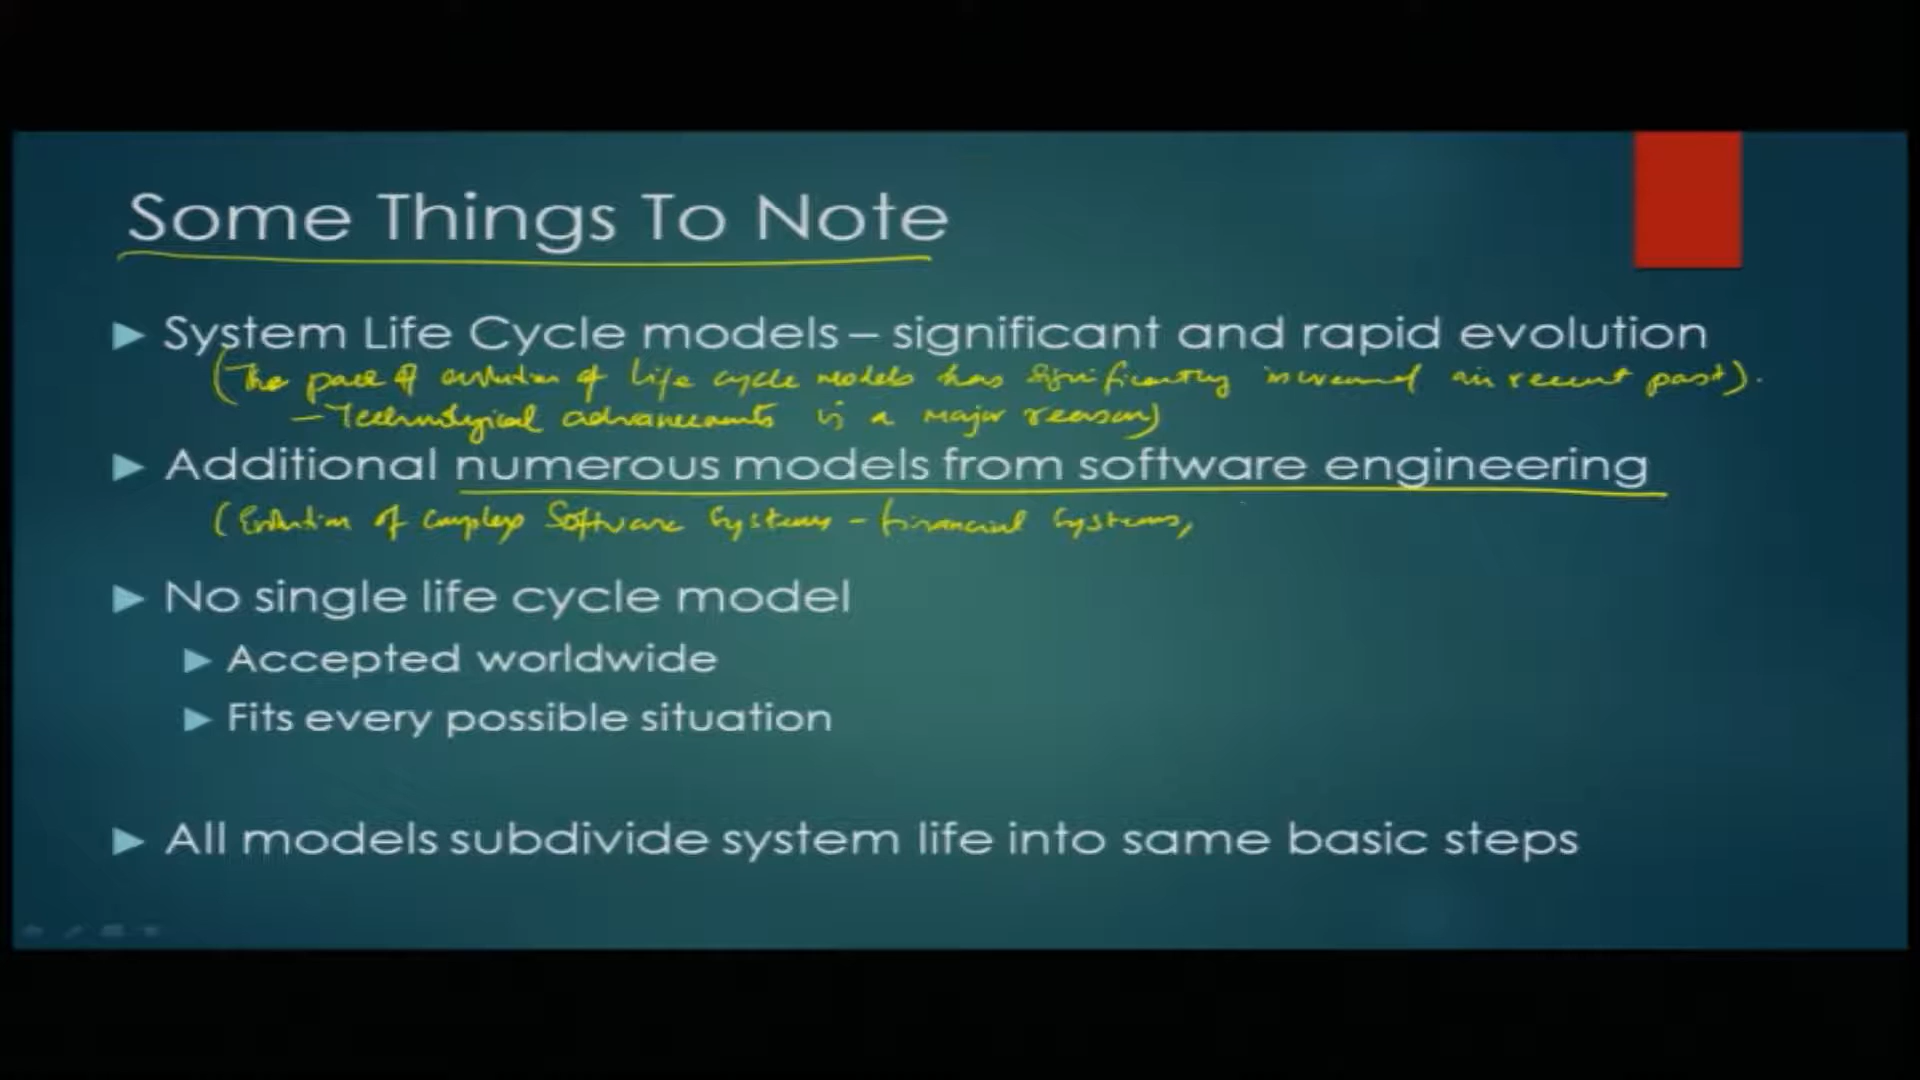 Some Things To Note
System Life Cycle models – significant and rapid evolution
(The pace of evolution of life cycle models has significantly increased in recent past).
- Technological advancements is a major reason)
Additional numerous models from software engineering
(Evolution of complex Software Systems - financial systems,
No single life cycle model
Accepted worldwide
Fits every possible situation
All models subdivide system life into same basic steps